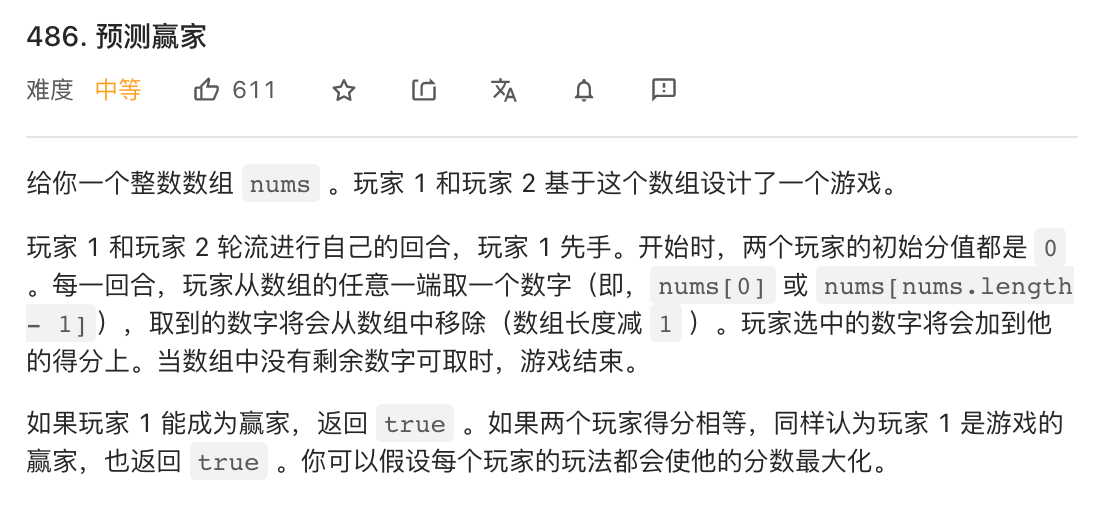 486. 预测赢家
难度 中等 611
给你一个整数数组 nums 。玩家 1 和玩家 2 基于这个数组设计了一个游戏。
玩家 1 和玩家 2 轮流进行自己的回合，玩家 1 先手。开始时，两个玩家的初始分值都是 0
。每一回合，玩家从数组的任意一端取一个数字（即， nums[0] 或 nums[nums.length
- 1]），取到的数字将会从数组中移除（数组长度减 1 ）。玩家选中的数字将会加到他
的得分上。当数组中没有剩余数字可取时，游戏结束。
如果玩家 1 能成为赢家，返回 true 。如果两个玩家得分相等，同样认为玩家 1 是游戏的
赢家，也返回 true 。你可以假设每个玩家的玩法都会使他的分数最大化。